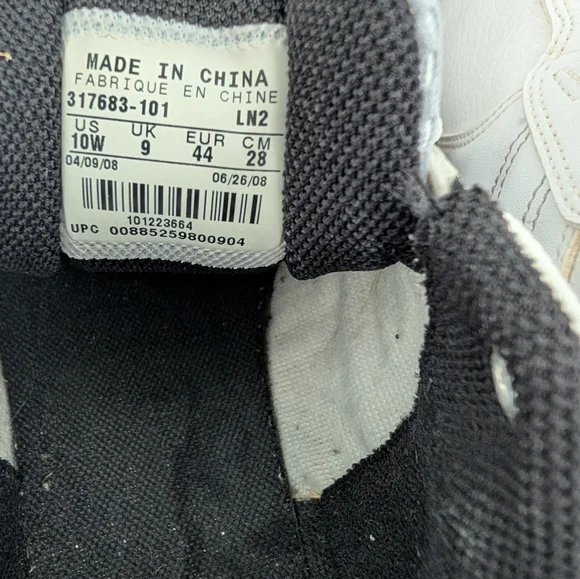 MADE IN CHINA
FABRIQUE EN CHINE
317683-101 LN2
US UK EUR CM
10W 9 44 28
04/09/08 06/26/08
101223664
UPC 00885259800904